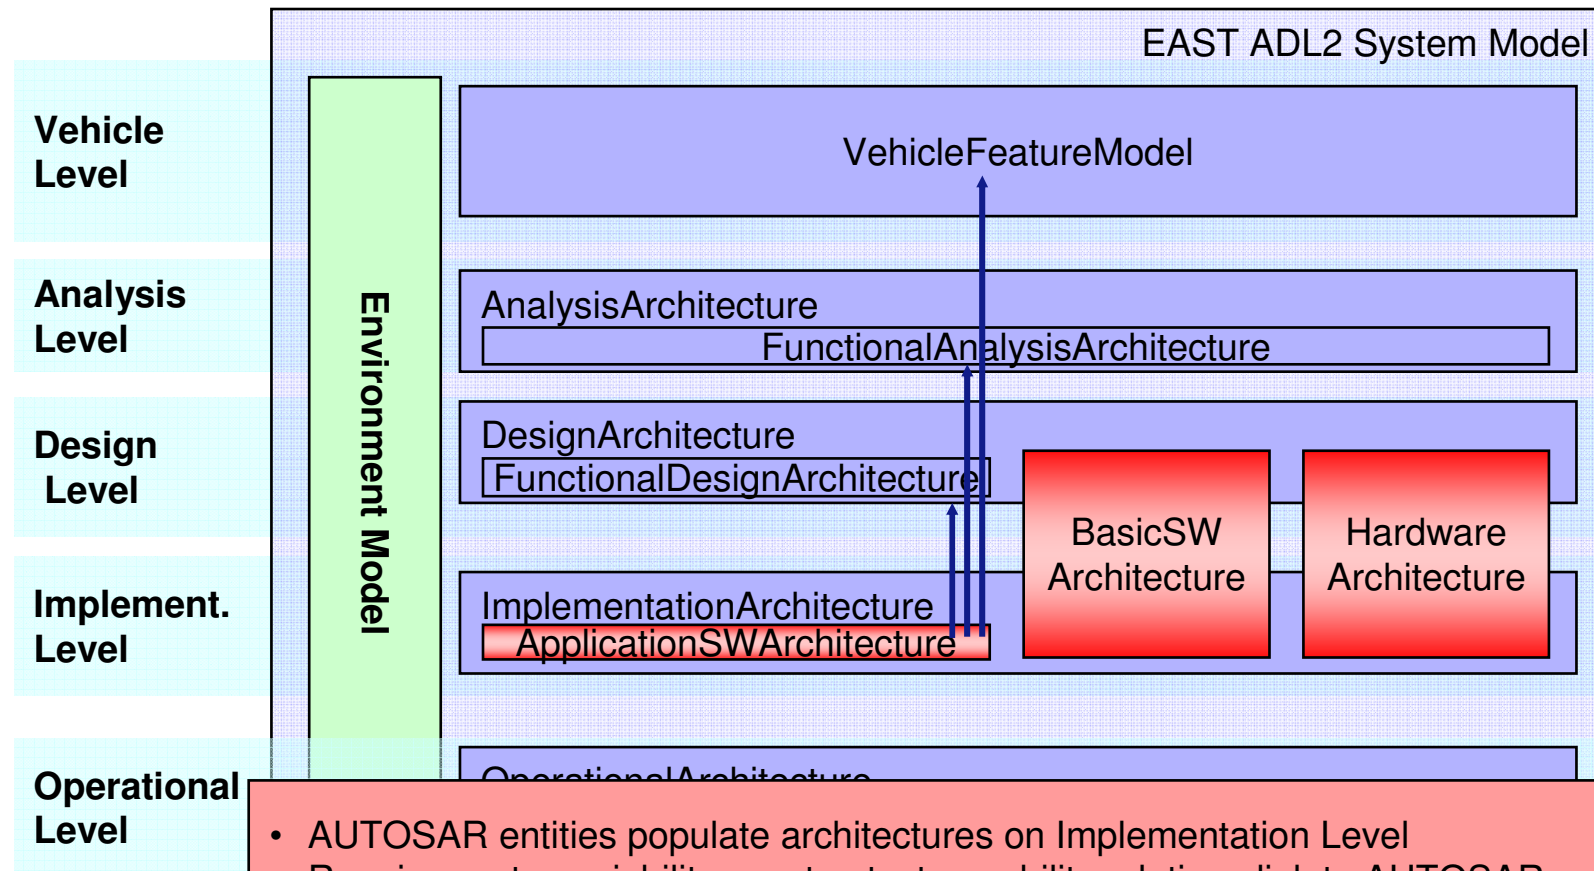 EAST ADL2 System Model
Vehicle
Level
VehicleFeatureModel
Analysis
Level
Environment Model
AnalysisArchitecture
FunctionalAnalysisArchitecture
Design
Level
DesignArchitecture
FunctionalDesignArchitecture
BasicSW
Architecture
Hardware
Architecture
Implement.
Level
ImplementationArchitecture
ApplicationSWArchitecture
Operational
Level
OperationalArchitecture
• AUTOSAR entities populate architectures on Implementation Level